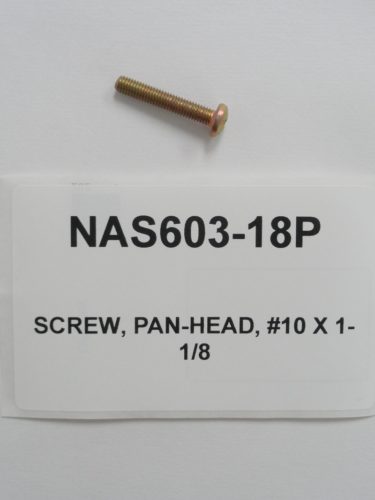 NAS603-18P
SCREW, PAN-HEAD, #10 X 1-
1/8